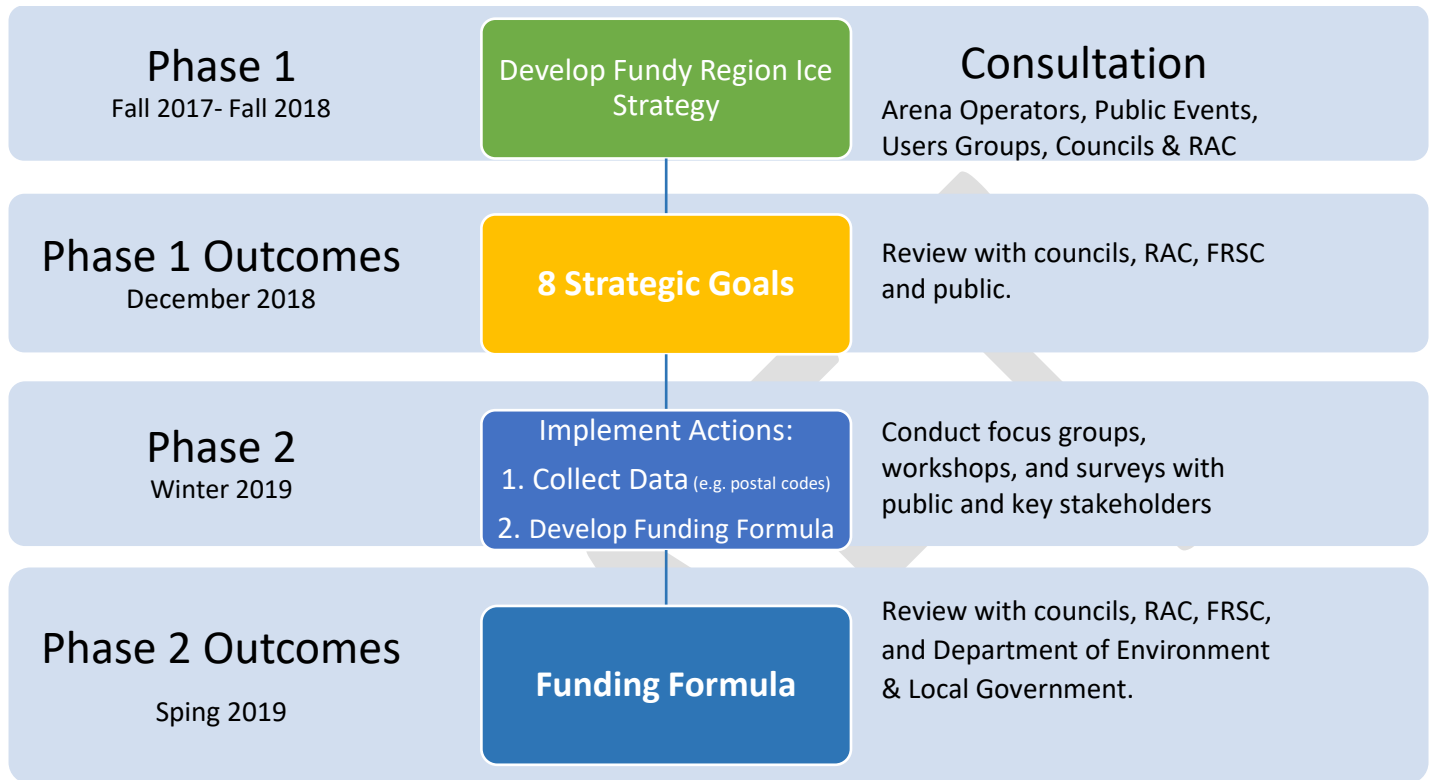 Phase 1
Fall 2017- Fall 2018
Develop Fundy Region Ice
Strategy
Consultation
Arena Operators, Public Events,
Users Groups, Councils & RAC
Phase 1 Outcomes
December 2018
8 Strategic Goals
Review with councils, RAC, FRSC
and public.
Phase 2
Winter 2019
Implement Actions:
1. Collect Data (e.g. postal codes)
2. Develop Funding Formula
Conduct focus groups,
workshops, and surveys with
public and key stakeholders
Phase 2 Outcomes
Sping 2019
Funding Formula
Review with councils, RAC, FRSC,
and Department of Environment
& Local Government.